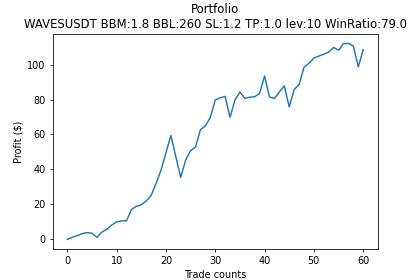 Portfolio
WAVESUSDT BBM:1.8 BBL:260 SL:1.2 TP:1.0 lev:10 WinRatio:79.0
Profit ($)
100
80
60
40
20
0
0 10 20 30 40 50 60
Trade counts